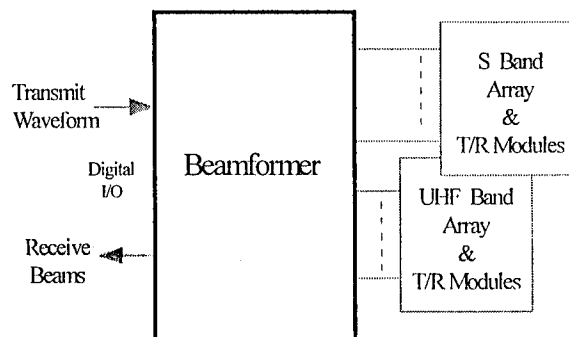 Transmit
Waveform
Digital
I/O
Receive
Beams
Beamformer
S Band
Array
&
T/R Modules
UHF Band
Array
&
T/R Modules